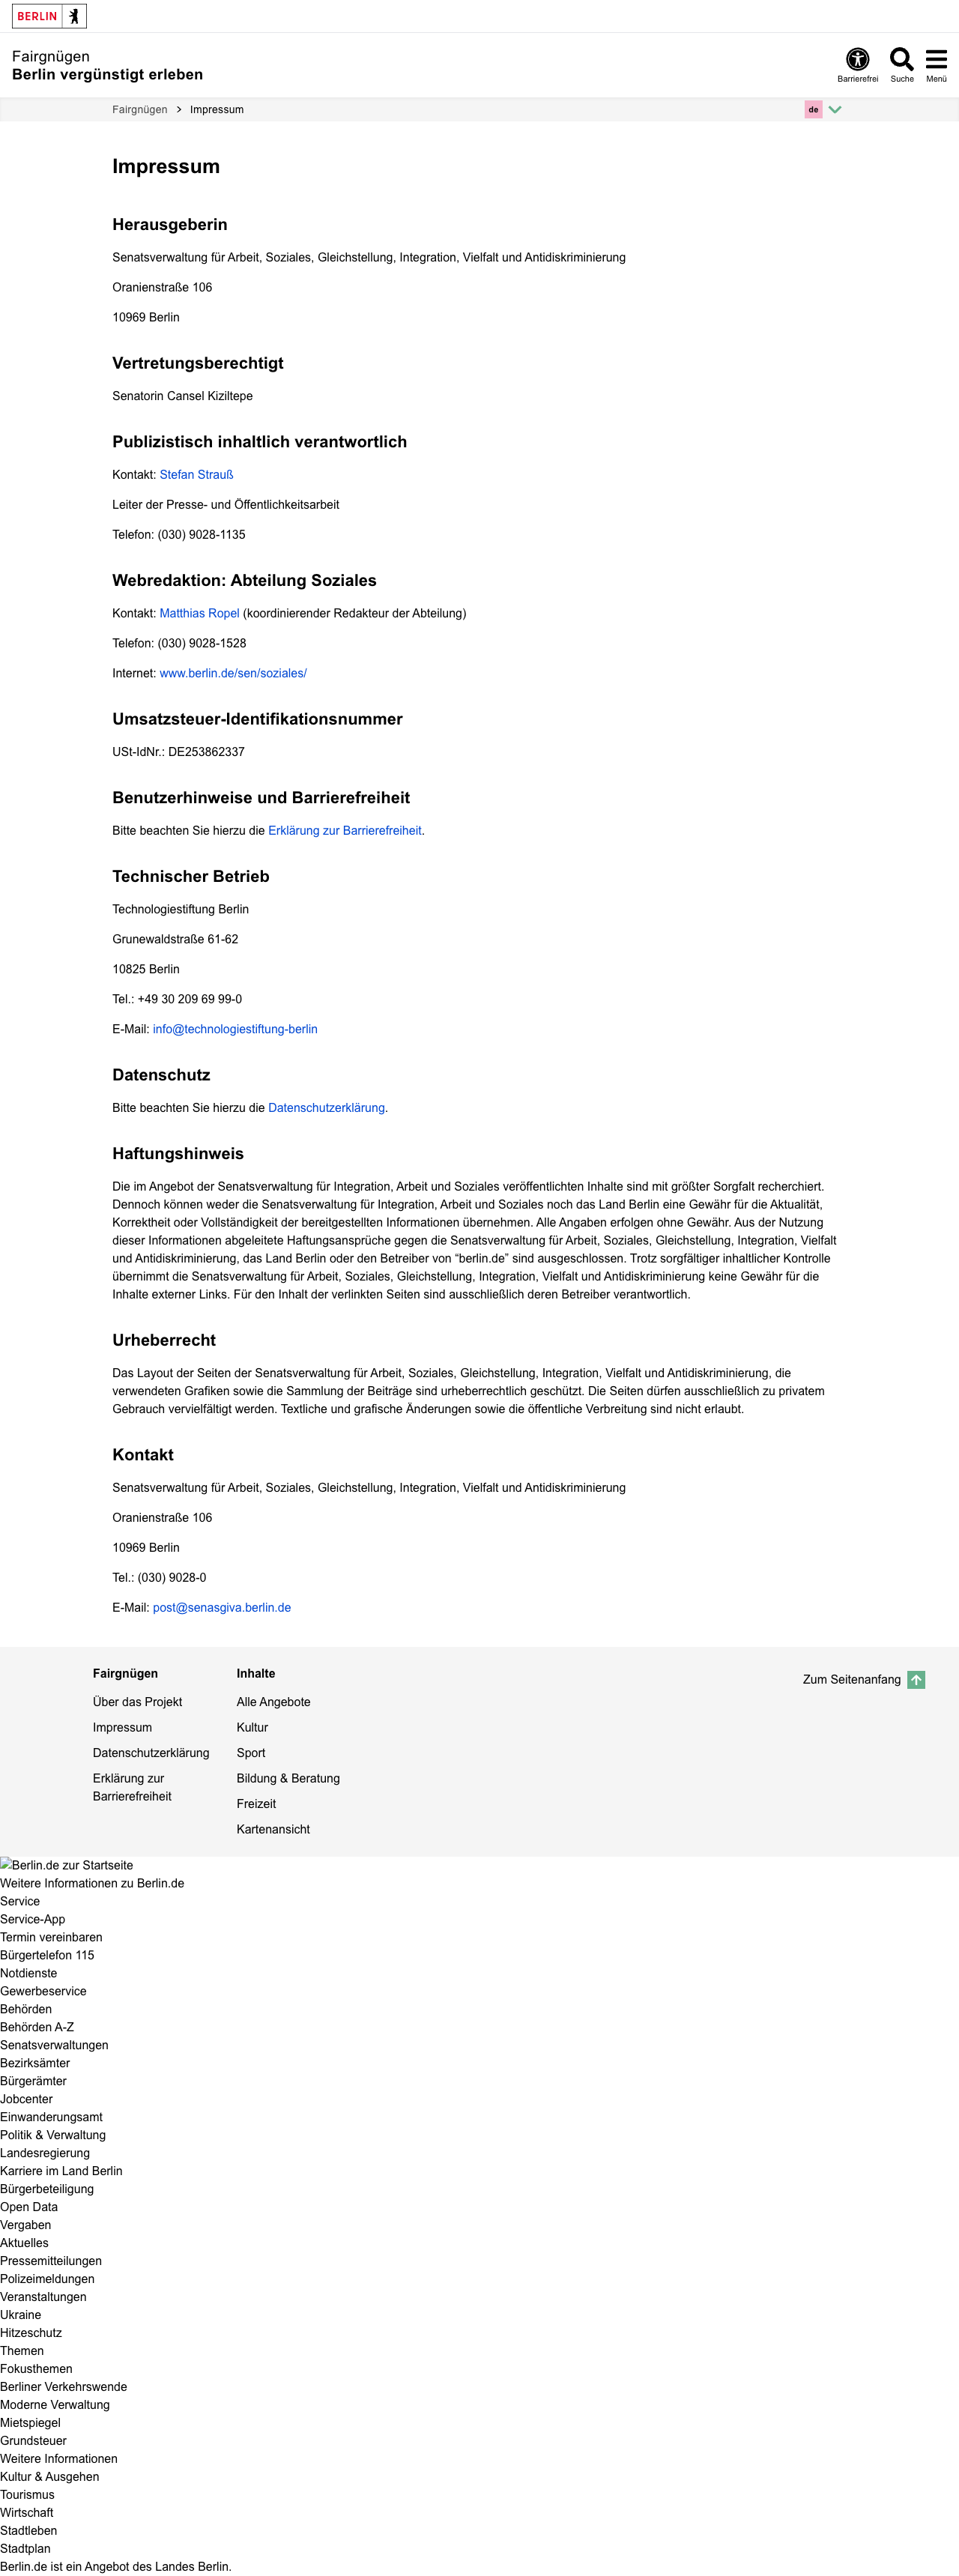 BERLIN
Fairgnügen
Berlin vergünstigt erleben
Barrierefrei
Suche
Menü
Fairgnügen > Impressum
de
Impressum
Herausgeberin
Senatsverwaltung für Arbeit, Soziales, Gleichstellung, Integration, Vielfalt und Antidiskriminierung
Oranienstraße 106
10969 Berlin
Vertretungsberechtigt
Senatorin Cansel Kiziltepe
Publizistisch inhaltlich verantwortlich
Kontakt: Stefan Strauß
Leiter der Presse- und Öffentlichkeitsarbeit
Telefon: (030) 9028-1135
Webredaktion: Abteilung Soziales
Kontakt: Matthias Ropel (koordinierender Redakteur der Abteilung)
Telefon: (030) 9028-1528
Internet: www.berlin.de/sen/soziales/
Umsatzsteuer-Identifikationsnummer
USt-IdNr.: DE253862337
Benutzerhinweise und Barrierefreiheit
Bitte beachten Sie hierzu die Erklärung zur Barrierefreiheit.
Technischer Betrieb
Technologiestiftung Berlin
Grunewaldstraße 61-62
10825 Berlin
Tel.: +49 30 209 69 99-0
E-Mail: info@technologiestiftung-berlin
Datenschutz
Bitte beachten Sie hierzu die Datenschutzerklärung.
Haftungshinweis
Die im Angebot der Senatsverwaltung für Integration, Arbeit und Soziales veröffentlichten Inhalte sind mit größter Sorgfalt recherchiert.
Dennoch können weder die Senatsverwaltung für Integration, Arbeit und Soziales noch das Land Berlin eine Gewähr für die Aktualität,
Korrektheit oder Vollständigkeit der bereitgestellten Informationen übernehmen. Alle Angaben erfolgen ohne Gewähr. Aus der Nutzung
dieser Informationen abgeleitete Haftungsansprüche gegen die Senatsverwaltung für Arbeit, Soziales, Gleichstellung, Integration, Vielfalt
und Antidiskriminierung, das Land Berlin oder den Betreiber von “berlin.de” sind ausgeschlossen. Trotz sorgfältiger inhaltlicher Kontrolle
übernimmt die Senatsverwaltung für Arbeit, Soziales, Gleichstellung, Integration, Vielfalt und Antidiskriminierung keine Gewähr für die
Inhalte externer Links. Für den Inhalt der verlinkten Seiten sind ausschließlich deren Betreiber verantwortlich.
Urheberrecht
Das Layout der Seiten der Senatsverwaltung für Arbeit, Soziales, Gleichstellung, Integration, Vielfalt und Antidiskriminierung, die
verwendeten Grafiken sowie die Sammlung der Beiträge sind urheberrechtlich geschützt. Die Seiten dürfen ausschließlich zu privatem
Gebrauch vervielfältigt werden. Textliche und grafische Änderungen sowie die öffentliche Verbreitung sind nicht erlaubt.
Kontakt
Senatsverwaltung für Arbeit, Soziales, Gleichstellung, Integration, Vielfalt und Antidiskriminierung
Oranienstraße 106
10969 Berlin
Tel.: (030) 9028-0
E-Mail: post@senasgiva.berlin.de
Fairgnügen
Über das Projekt
Impressum
Datenschutzerklärung
Erklärung zur
Barrierefreiheit
Inhalte
Alle Angebote
Kultur
Sport
Bildung & Beratung
Freizeit
Kartenansicht
Zum Seitenanfang
Berlin.de zur Startseite
Weitere Informationen zu Berlin.de
Service
Service-App
Termin vereinbaren
Bürgertelefon 115
Notdienste
Gewerbeservice
Behörden
Behörden A-Z
Senatsverwaltungen
Bezirksämter
Bürgerämter
Jobcenter
Einwanderungsamt
Politik & Verwaltung
Landesregierung
Karriere im Land Berlin
Bürgerbeteiligung
Open Data
Vergaben
Aktuelles
Pressemitteilungen
Polizeimeldungen
Veranstaltungen
Ukraine
Hitzeschutz
Themen
Fokusthemen
Berliner Verkehrswende
Moderne Verwaltung
Mietspiegel
Grundsteuer
Weitere Informationen
Kultur & Ausgehen
Tourismus
Wirtschaft
Stadtleben
Stadtplan
Berlin.de ist ein Angebot des Landes Berlin.